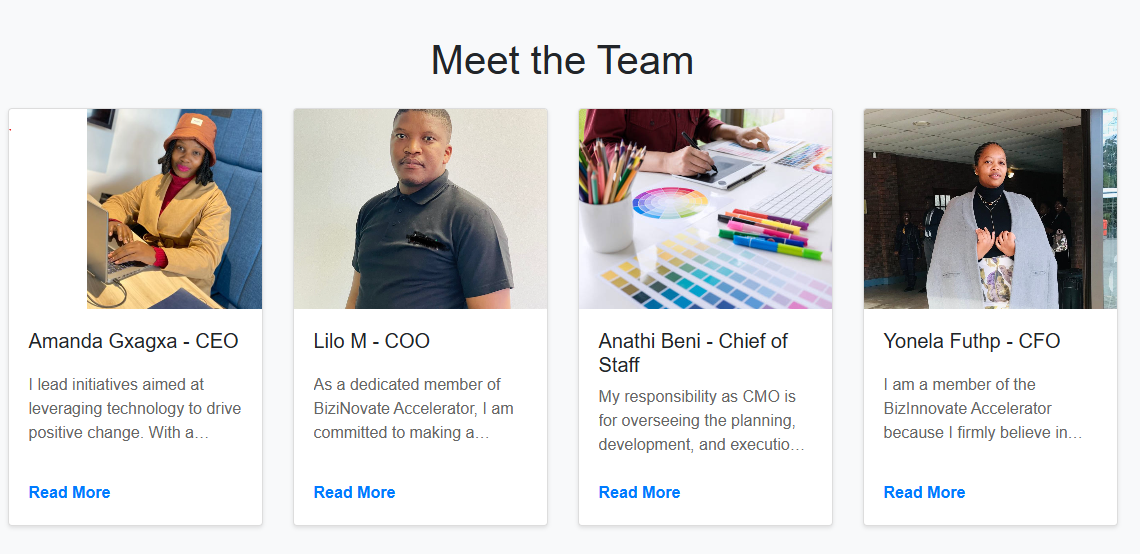 Meet the Team
Amanda Gxagxa - CEO
I lead initiatives aimed at
leveraging technology to drive
positive change. With a…
Read More
Lilo M - COO
As a dedicated member of
BiziNovate Accelerator, I am
committed to making a…
Read More
Anathi Beni - Chief of
Staff
My responsibility as CMO is
for overseeing the planning,
development, and executio…
Read More
Yonela Futhp - CFO
I am a member of the
BizInnovate Accelerator
because I firmly believe in…
Read More